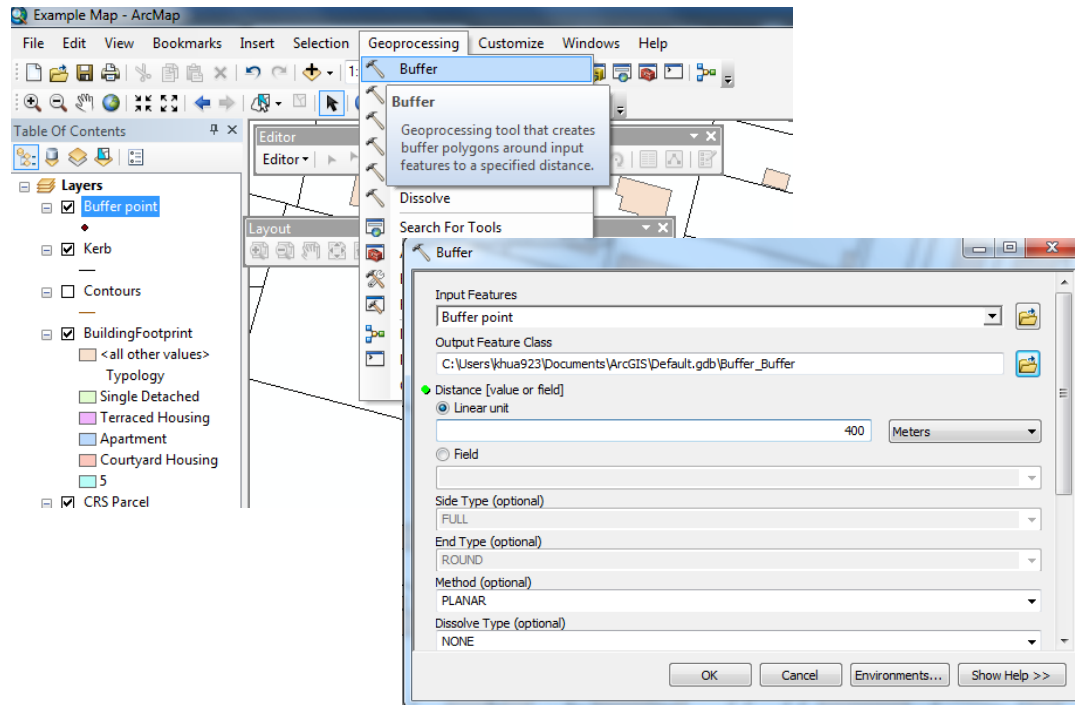 Example Map - ArcMap
File Edit View Bookmarks Insert Selection Geoprocessing Customize Windows Help
Buffer
Buffer
Geoprocessing tool that creates
buffer polygons around input
features to a specified distance.
Dissolve
Search For Tools
Table Of Contents
Layers
Buffer point
Kerb
Contours
BuildingFootprint
<all other values>
Typology
Single Detached
Terraced Housing
Apartment
Courtyard Housing
5
CRS Parcel
Editor
Editor
Layout
Buffer
Input Features
Buffer point
Output Feature Class
C:\Users\khua923\Documents\ArcGIS\Default.gdb\Buffer_Buffer
Distance [value or field]
Linear unit
400 Meters
Field
Side Type (optional)
FULL
End Type (optional)
ROUND
Method (optional)
PLANAR
Dissolve Type (optional)
NONE
OK Cancel Environments... Show Help >>